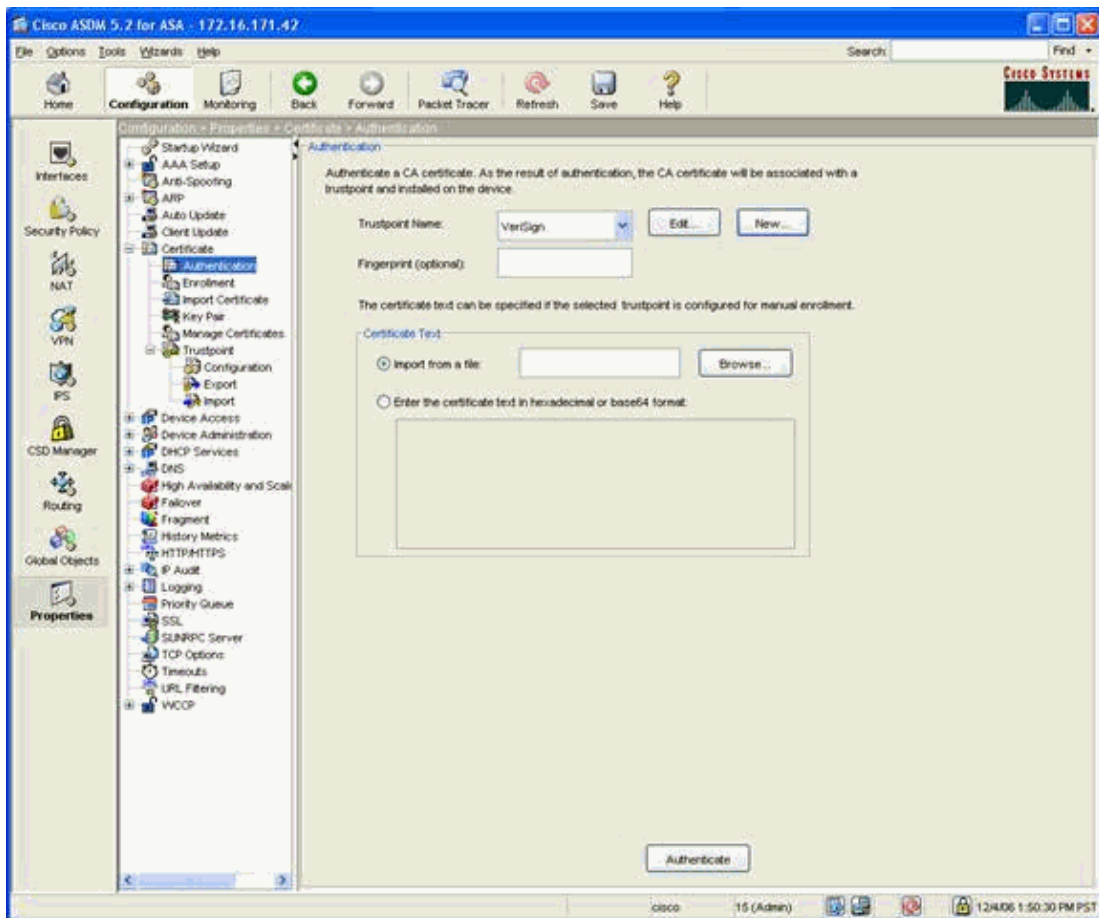 Cisco ASDM 5.2 for ASA - 172.16.171.42
File Options Tools Wizards Help Search: Find
Home Configuration Monitoring Back Forward Packet Tracer Refresh Save Help
CISCO SYSTEMS
Configuration > Properties > Certificate > Authentication
Interfaces
Security Policy
NAT
VPN
IPS
CSD Manager
Routing
Global Objects
Properties
Startup Wizard
AAA Setup
Anti-Spoofing
ARP
Auto Update
Client Update
Certificate
Authentication
Enrollment
Import Certificate
Key Pair
Manage Certificates
Trustpoint
Configuration
Export
Import
Device Access
Device Administration
DHCP Services
DNS
High Availability and Scal
Failover
Fragment
History Metrics
HTTP/HTTPS
IP Audit
Logging
Priority Queue
SSL
SUNRPC Server
TCP Options
Timeouts
URL Filtering
WCCP
Authentication
Authenticate a CA certificate. As the result of authentication, the CA certificate will be associated with a
trustpoint and installed on the device.
Trustpoint Name: VeriSign Edit... New...
Fingerprint (optional):
The certificate text can be specified if the selected trustpoint is configured for manual enrollment.
Certificate Text
Import from a file: Browse...
Enter the certificate text in hexadecimal or base64 format:
Authenticate
cisco 15 (Admin) 12/4/06 1:50:30 PM PST